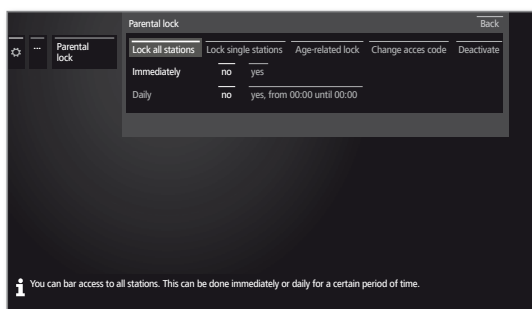 Parental lock Back
... Parental lock
Lock all stations Lock single stations Age-related lock Change acces code Deactivate
Immediately no yes
Daily no yes, from 00:00 until 00:00
i You can bar access to all stations. This can be done immediately or daily for a certain period of time.